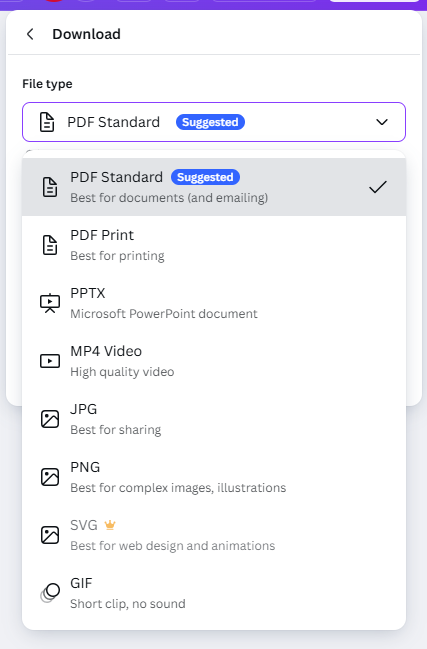 Download
File type
PDF Standard Suggested
PDF Standard Suggested
Best for documents (and emailing)
PDF Print
Best for printing
PPTX
Microsoft PowerPoint document
MP4 Video
High quality video
JPG
Best for sharing
PNG
Best for complex images, illustrations
SVG
Best for web design and animations
GIF
Short clip, no sound